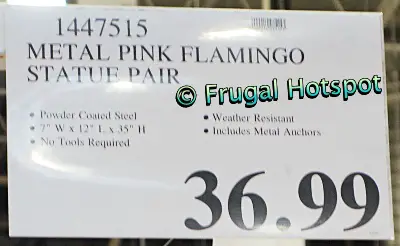 1447515
METAL PINK FLAMINGO
STATUE PAIR
© Frugal Hotspot
• Powder Coated Steel
• 7" W x 12" L x 35" H
• No Tools Required
• Weather Resistant
• Includes Metal Anchors
36.99